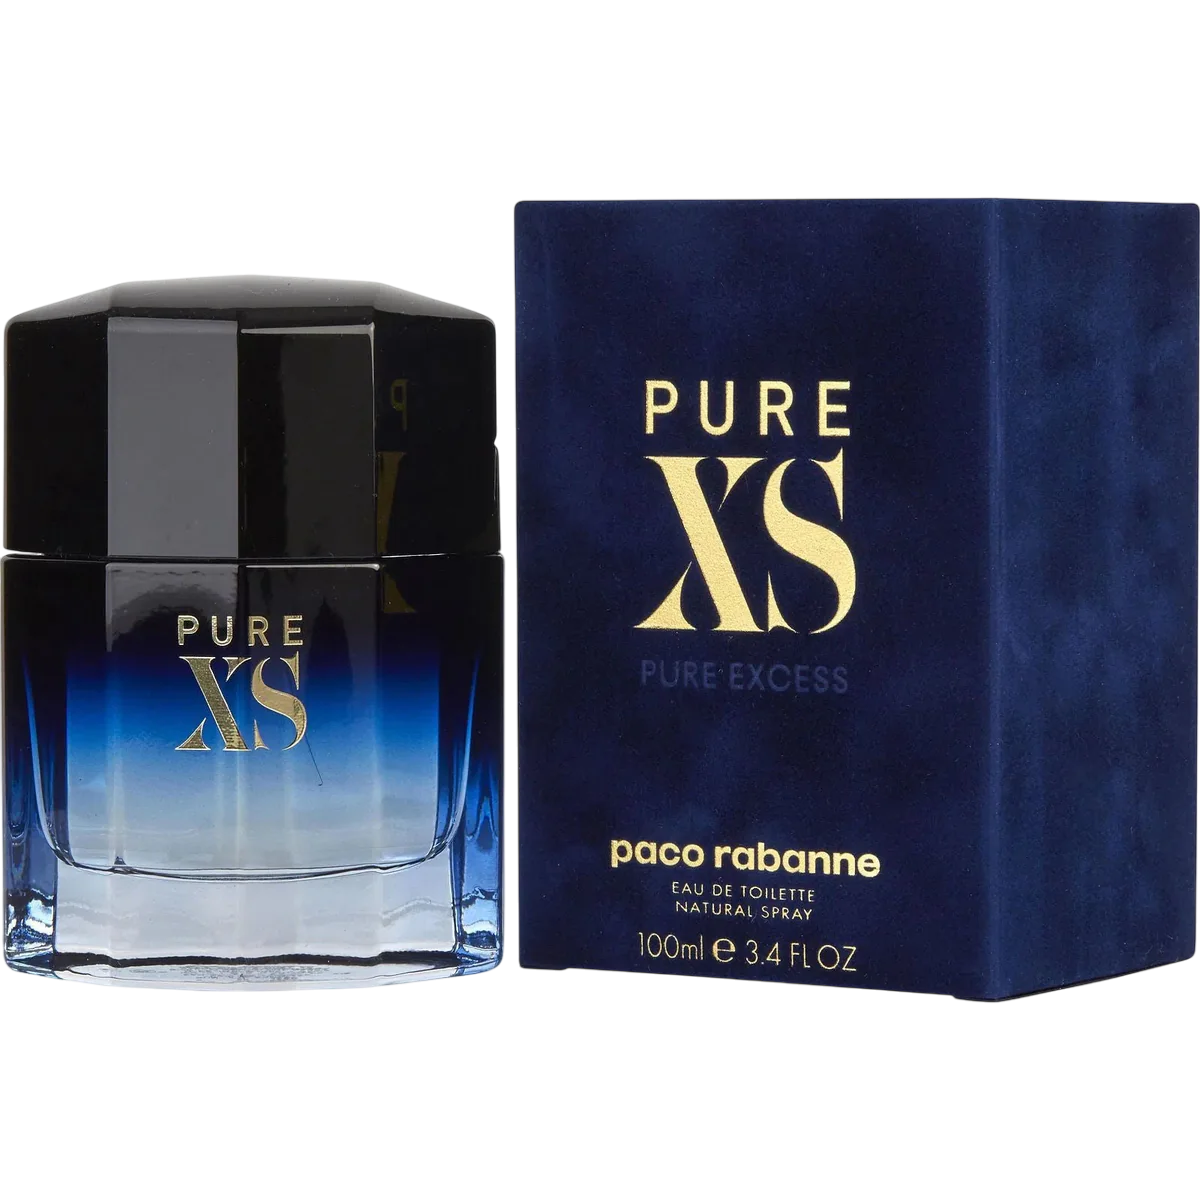 PURE
XS
PURE
XS
PURE EXCESS
paco rabanne
EAU DE TOILETTE
NATURAL SPRAY
100ml e 3.4 FL OZ